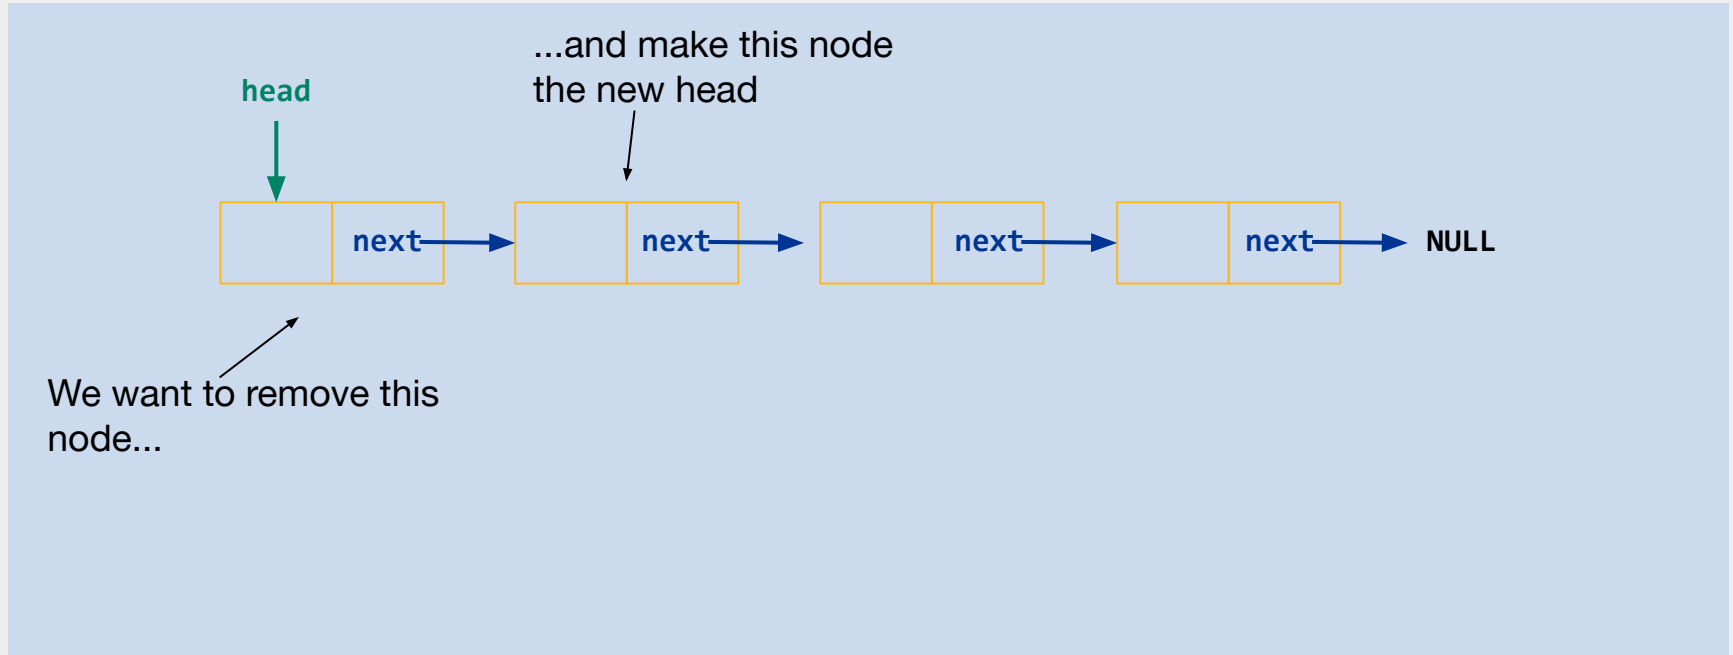 ...and make this node
the new head
head
next next next next NULL
We want to remove this
node...